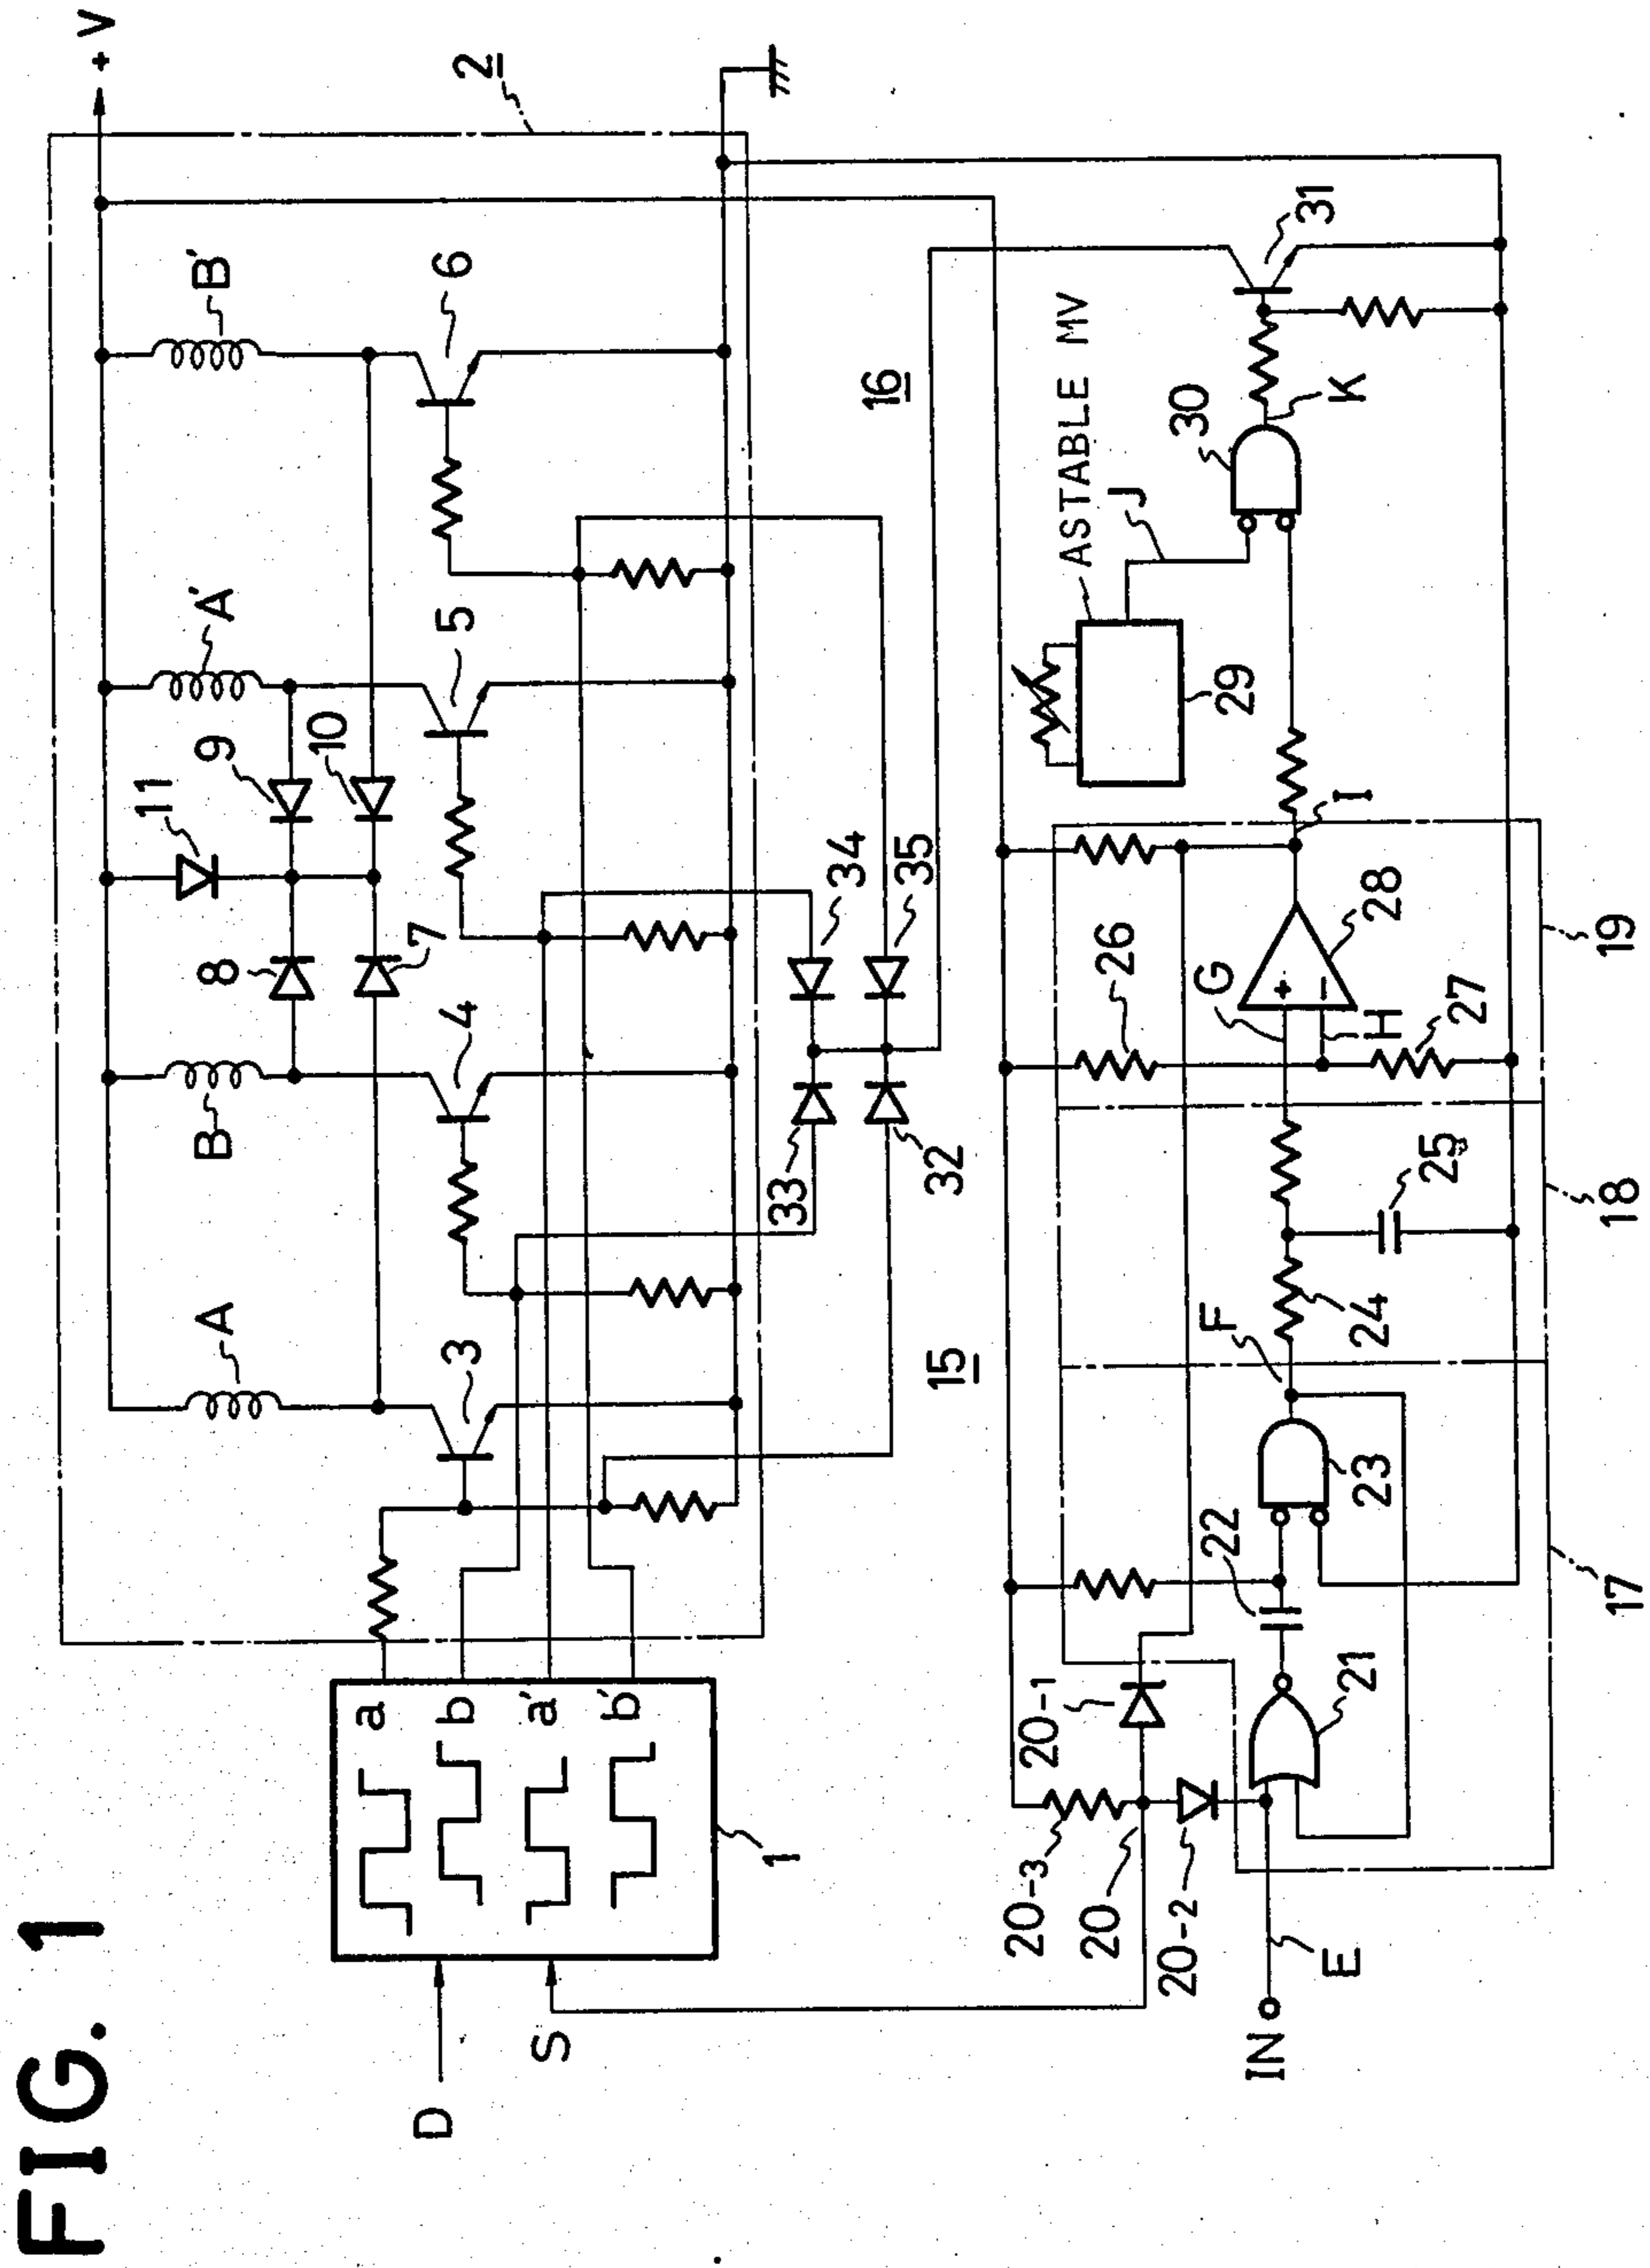 FIG. 1
+ V
2
A
B
A'
B'
11
9
10
8
7
3
4
5
6
a
b
a'
b'
1
D
S
33
34
32
35
15
16
ASTABLE MV
J
29
30
K
31
20-1
20-3
20
20-2
IN
E
21
22
23
F
24
25
26
G
H
27
28
I
17
18
19